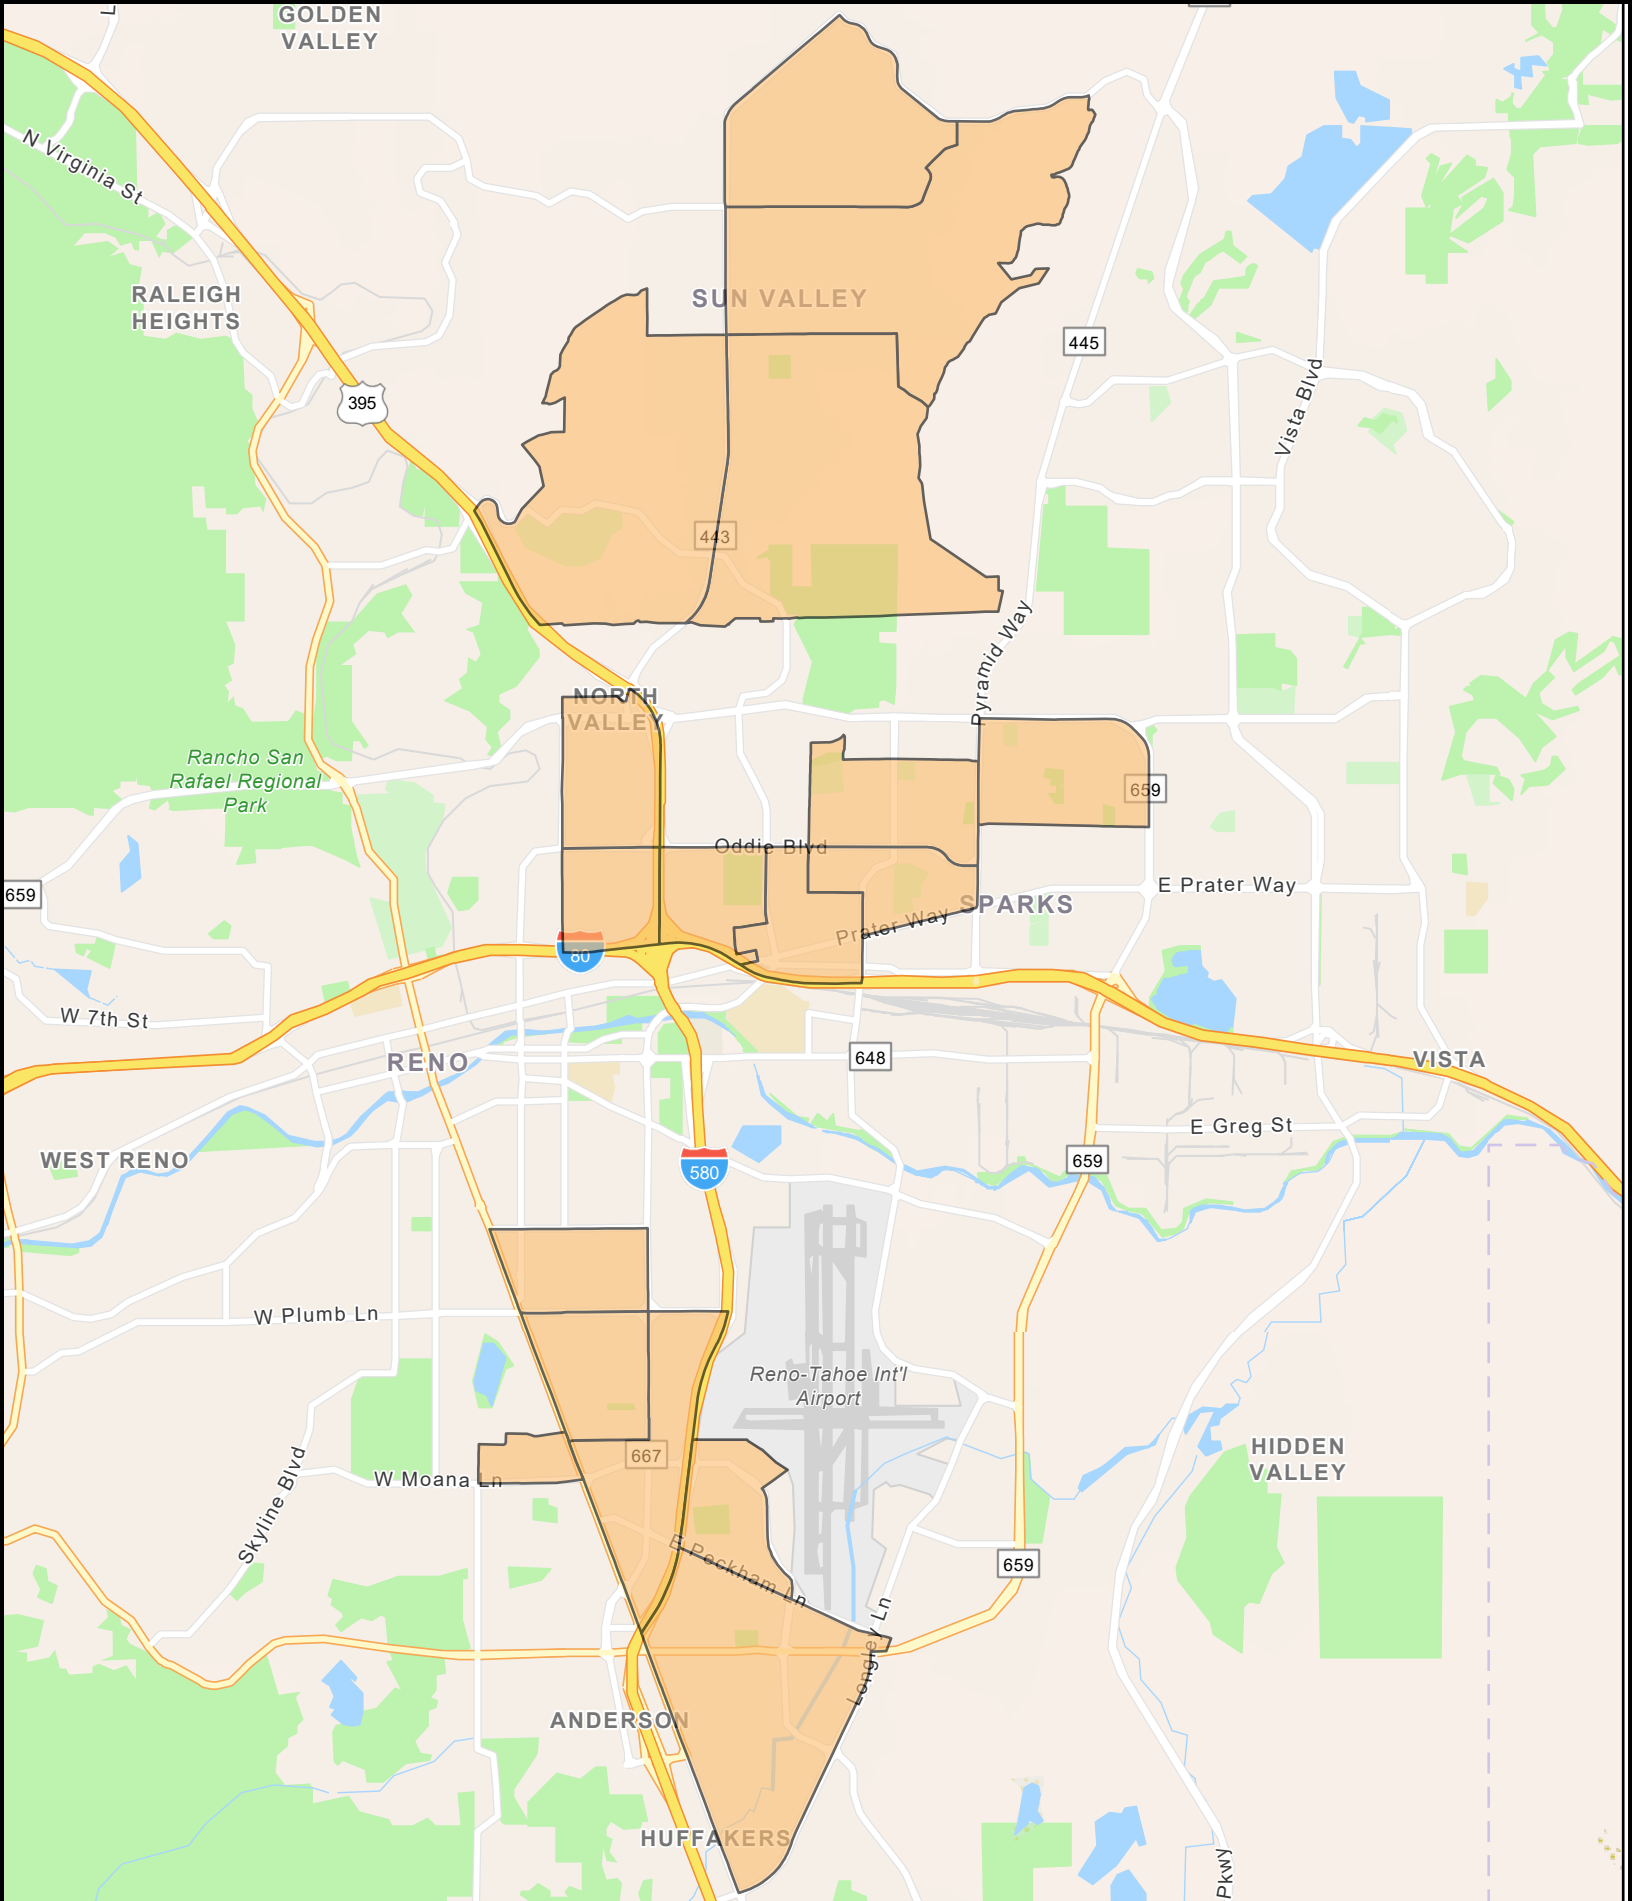 GOLDEN
VALLEY
N Virginia St
RALEIGH
HEIGHTS
SUN VALLEY
445
Vista Blvd
395
443
Pyramid Way
NORTH
VALLEY
Rancho San
Rafael Regional
Park
659
Oddie Blvd
659
E Prater Way
SPARKS
Prater Way
80
W 7th St
RENO
648
VISTA
E Greg St
WEST RENO
659
580
W Plumb Ln
Reno-Tahoe Int'l
Airport
HIDDEN
VALLEY
667
W Moana Ln
Skyline Blvd
E Peckham Ln
659
Longley Ln
ANDERSON
HUFFAKERS
Pkwy